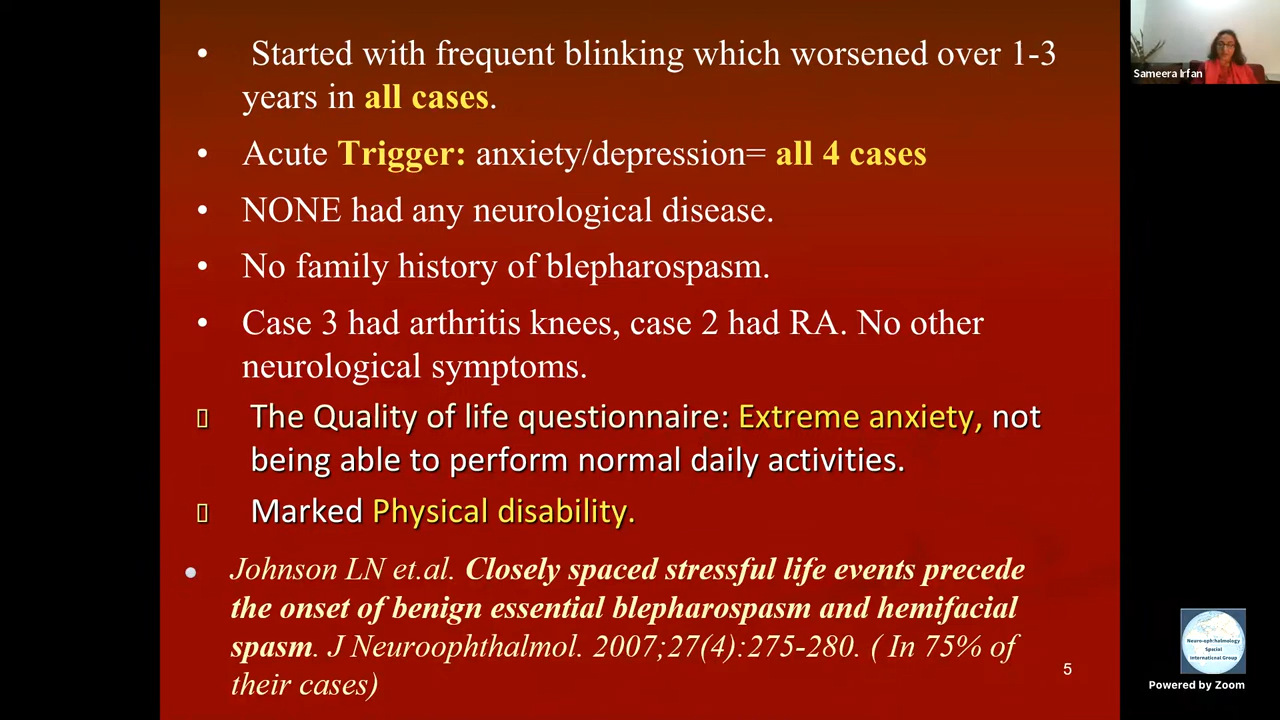 • Started with frequent blinking which worsened over 1-3
years in all cases.
• Acute Trigger: anxiety/depression= all 4 cases
• NONE had any neurological disease.
• No family history of blepharospasm.
• Case 3 had arthritis knees, case 2 had RA. No other
neurological symptoms.
The Quality of life questionnaire: Extreme anxiety, not
being able to perform normal daily activities.
Marked Physical disability.
• Johnson LN et.al. Closely spaced stressful life events precede
the onset of benign essential blepharospasm and hemifacial
spasm. J Neuroophthalmol. 2007;27(4):275-280. ( In 75% of
their cases)
5
Sameera Irfan
Neuro-ophthalmology
Special
International Group
Powered by Zoom